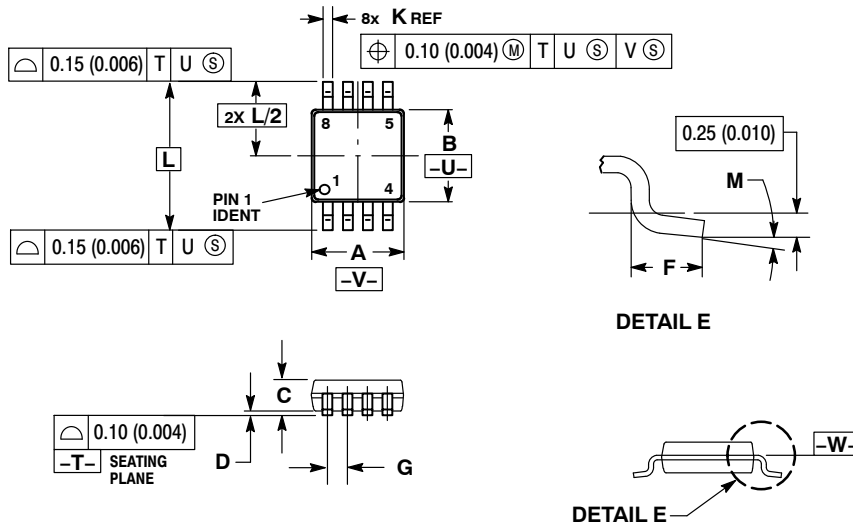 8x K REF
⌓ 0.15 (0.006) T U Ⓢ
⌖ 0.10 (0.004) Ⓜ T U Ⓢ V Ⓢ
2X L/2
8 5
B
–U–
L
PIN 1
IDENT
1
4
⌓ 0.15 (0.006) T U Ⓢ
A
–V–
0.25 (0.010)
M
F
DETAIL E
C
⌓ 0.10 (0.004)
–T– SEATING
PLANE
D
G
–W–
DETAIL E